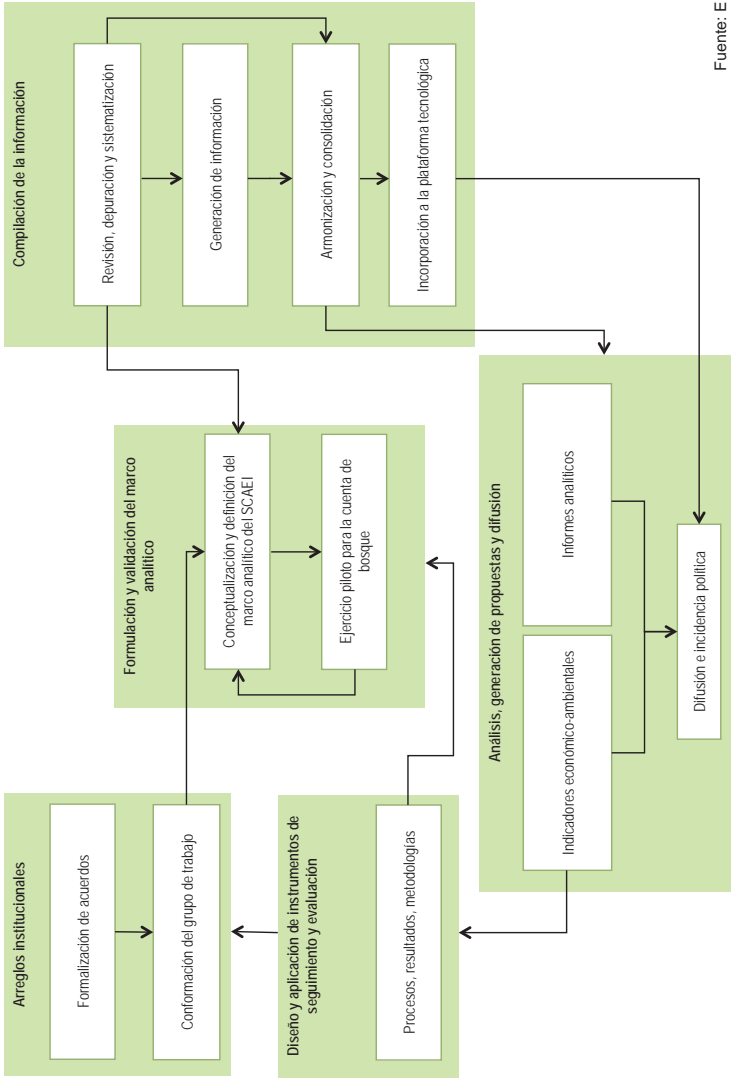 Arreglos institucionales
Formalización de acuerdos
Conformación del grupo de trabajo
Diseño y aplicación de instrumentos de
seguimiento y evaluación
Procesos, resultados, metodologías
Formulación y validación del marco
analítico
Conceptualización y definición del
marco analítico del SCAEI
Ejercicio piloto para la cuenta de
bosque
Análisis, generación de propuestas y difusión
Indicadores económico-ambientales
Informes analíticos
Difusión e incidencia política
Compilación de la información
Revisión, depuración y sistematización
Generación de información
Armonización y consolidación
Incorporación a la plataforma tecnológica
Fuente: E